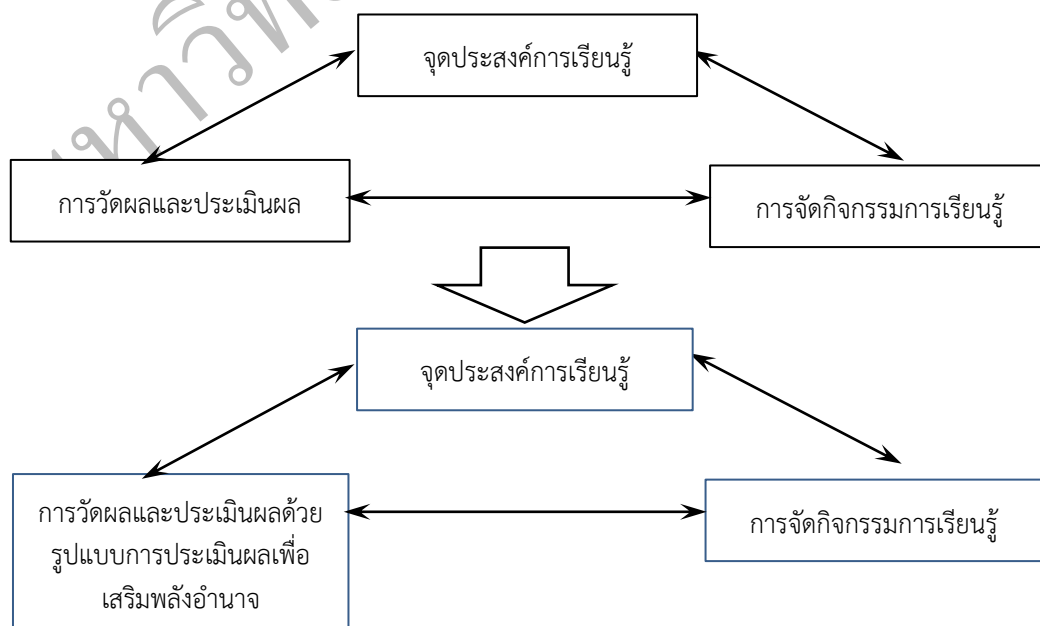 จุดประสงค์การเรียนรู้
การวัดผลและประเมินผล
การจัดกิจกรรมการเรียนรู้
จุดประสงค์การเรียนรู้
การวัดผลและประเมินผลด้วย
รูปแบบการประเมินผลเพื่อ
เสริมพลังอำนาจ
การจัดกิจกรรมการเรียนรู้